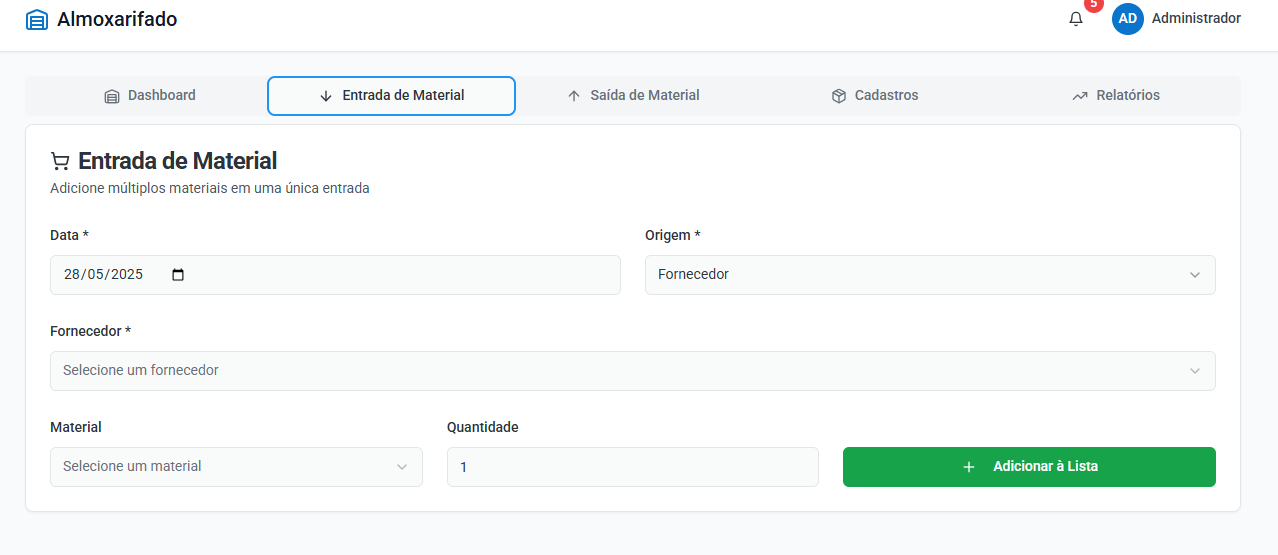 Almoxarifado
5
AD
Administrador
Dashboard
Entrada de Material
Saída de Material
Cadastros
Relatórios
Entrada de Material
Adicione múltiplos materiais em uma única entrada
Data *
Origem *
28/05/2025
Fornecedor
Fornecedor *
Selecione um fornecedor
Material
Quantidade
Selecione um material
1
Adicionar à Lista